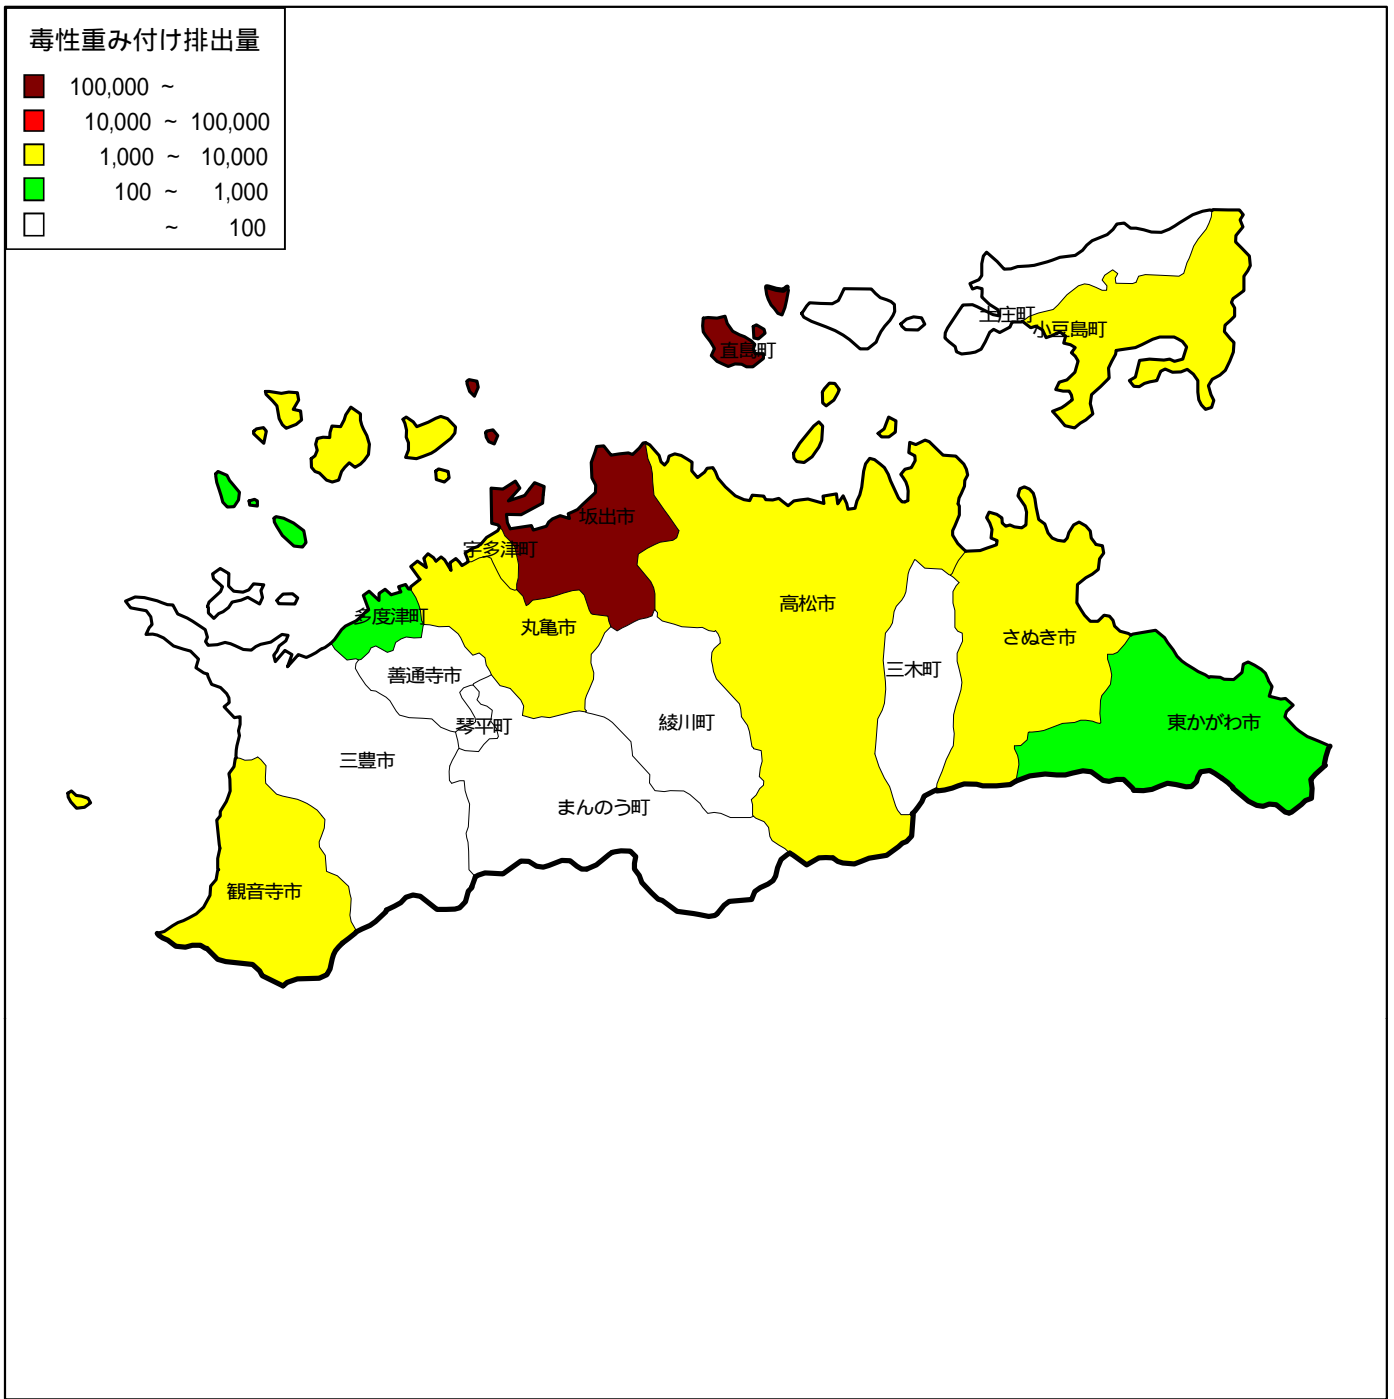 毒性重み付け排出量
100,000 ~
10,000 ~ 100,000
1,000 ~ 10,000
100 ~ 1,000
~ 100
土庄町
小豆島町
直島町
坂出市
宇多津町
高松市
多度津町
丸亀市
さぬき市
三木町
善通寺市
綾川町
東かがわ市
琴平町
三豊市
まんのう町
観音寺市